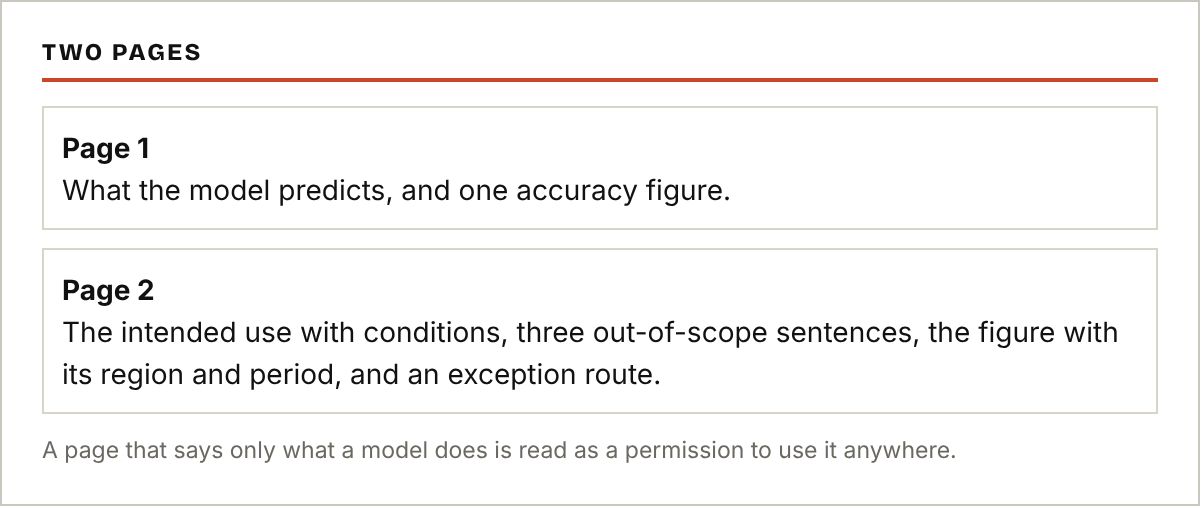 TWO PAGES
Page 1
What the model predicts, and one accuracy figure.
Page 2
The intended use with conditions, three out-of-scope sentences, the figure with
its region and period, and an exception route.
A page that says only what a model does is read as a permission to use it anywhere.